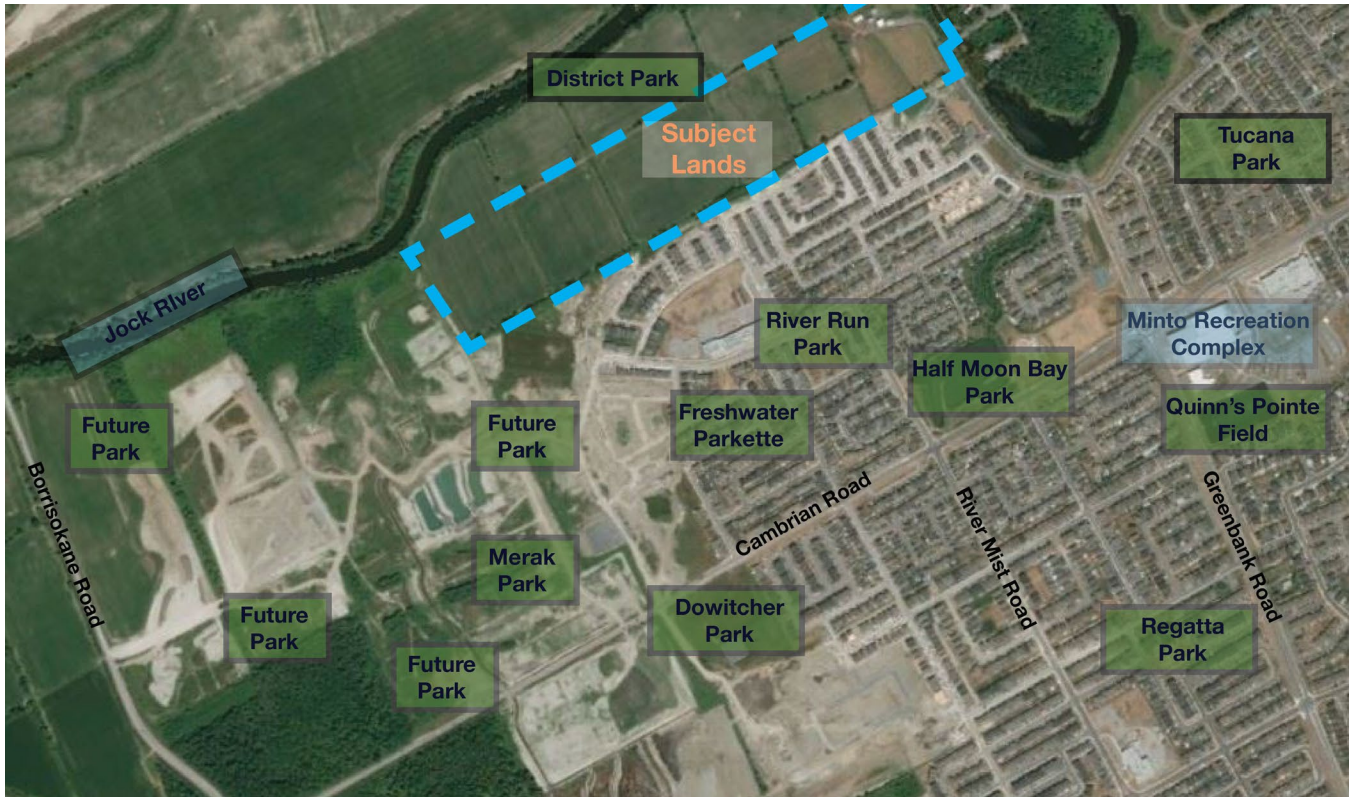 District Park
Subject
Lands
Tucana
Park
Jock RIver
River Run
Park
Minto Recreation
Complex
Half Moon Bay
Park
Freshwater
Parkette
Quinn's Pointe
Field
Future
Park
Future
Park
Borrisokane Road
Cambrian Road
River Mist Road
Greenbank Road
Merak
Park
Dowitcher
Park
Future
Park
Regatta
Park
Future
Park